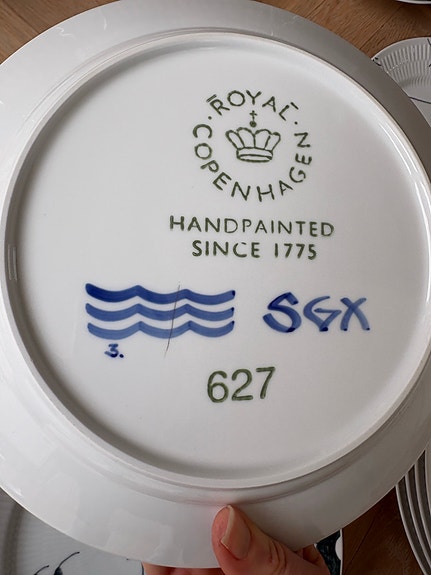 ROYAL
COPENHAGEN
HANDPAINTED
SINCE 1775
SGX
3.
627